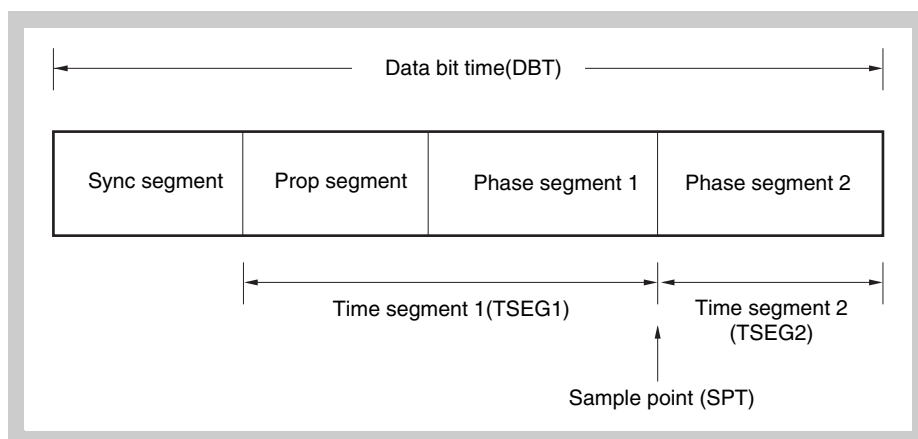 Data bit time(DBT)
Sync segment
Prop segment
Phase segment 1
Phase segment 2
Time segment 1(TSEG1)
Time segment 2
(TSEG2)
Sample point (SPT)